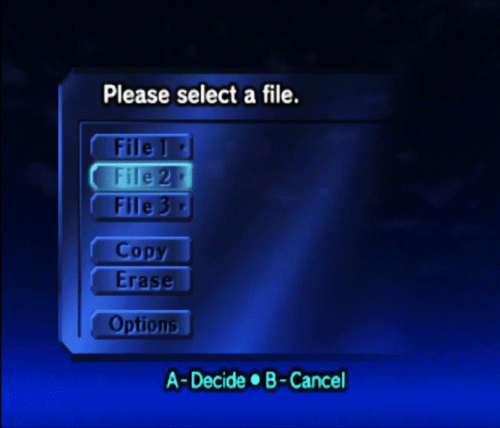 Please select a file.
File 1
File 2
File 3
Copy
Erase
Options
A-Decide ● B-Cancel